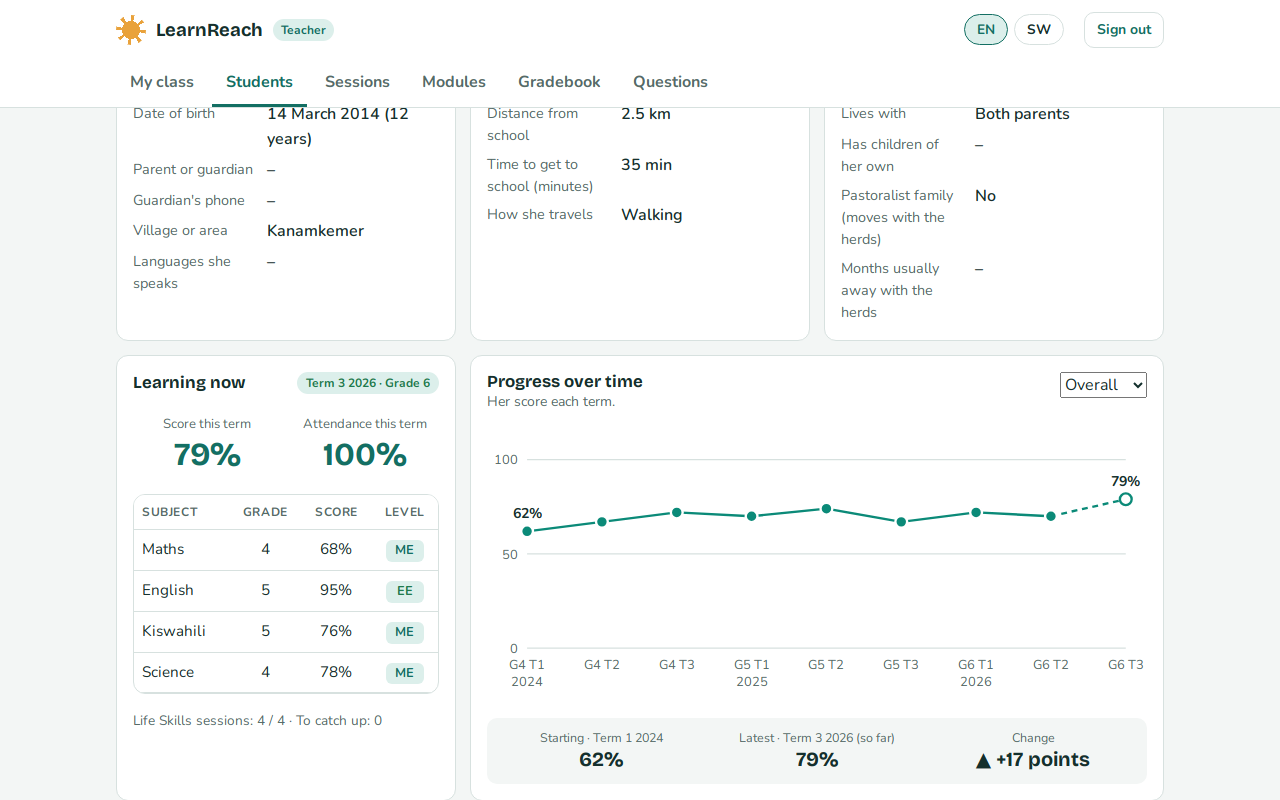 LearnReach Teacher EN SW Sign out
My class Students Sessions Modules Gradebook Questions
Date of birth 14 March 2014 (12
years)
Parent or guardian –
Guardian's phone –
Village or area Kanamkemer
Languages she –
speaks
Distance from 2.5 km
school
Time to get to 35 min
school (minutes)
How she travels Walking
Lives with Both parents
Has children of –
her own
Pastoralist family No
(moves with the
herds)
Months usually –
away with the
herds
Learning now Term 3 2026 · Grade 6
Score this term Attendance this term
79% 100%
SUBJECT GRADE SCORE LEVEL
Maths 4 68% ME
English 5 95% EE
Kiswahili 5 76% ME
Science 4 78% ME
Life Skills sessions: 4 / 4 · To catch up: 0
Progress over time Overall
Her score each term.
100
79%
62%
50
0
G4 T1 G4 T2 G4 T3 G5 T1 G5 T2 G5 T3 G6 T1 G6 T2 G6 T3
2024 2025 2026
Starting · Term 1 2024 Latest · Term 3 2026 (so far) Change
62% 79% ▲ +17 points